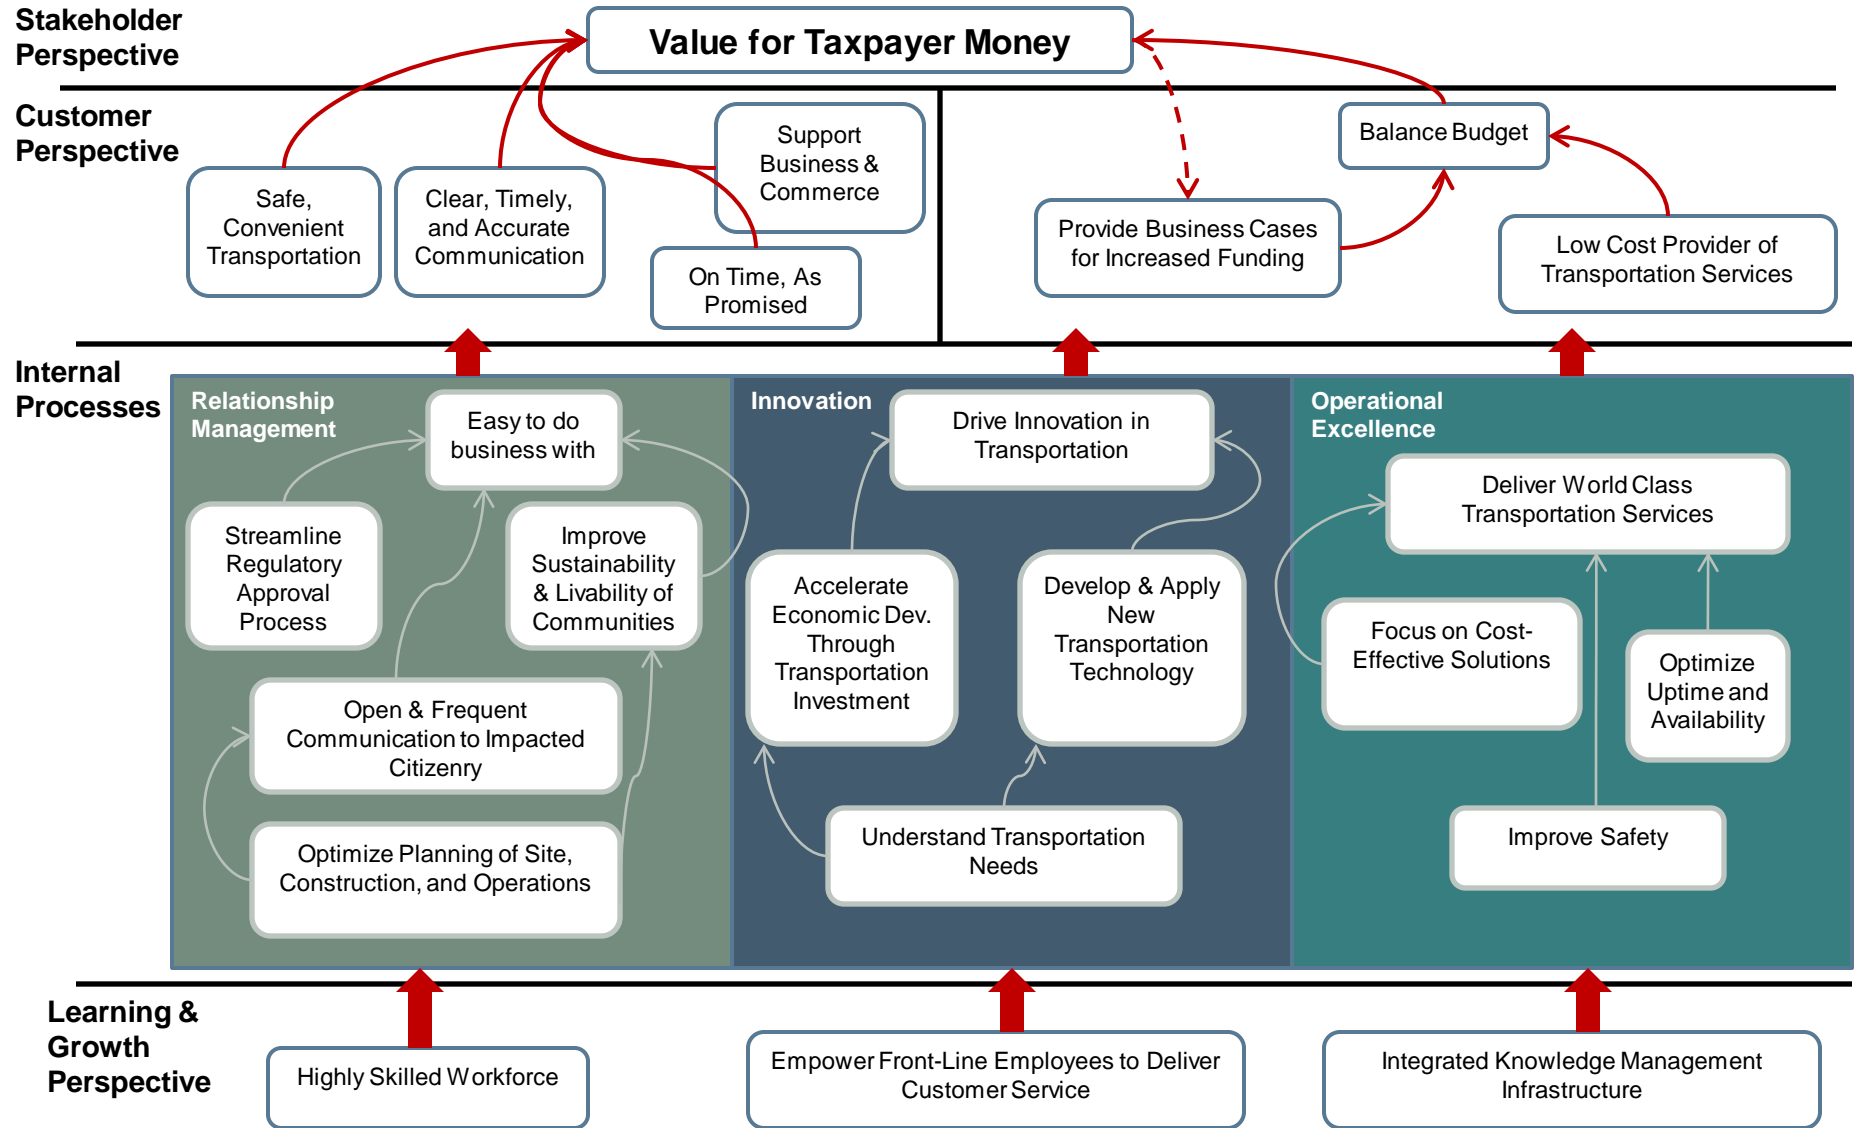 Stakeholder
Perspective
Value for Taxpayer Money
Customer
Perspective
Support
Business &
Commerce
Balance Budget
Safe,
Convenient
Transportation
Clear, Timely,
and Accurate
Communication
On Time, As
Promised
Provide Business Cases
for Increased Funding
Low Cost Provider of
Transportation Services
Internal
Processes
Relationship
Management
Easy to do
business with
Streamline
Regulatory
Approval
Process
Improve
Sustainability
& Livability of
Communities
Open & Frequent
Communication to Impacted
Citizenry
Optimize Planning of Site,
Construction, and Operations
Innovation
Drive Innovation in
Transportation
Accelerate
Economic Dev.
Through
Transportation
Investment
Develop & Apply
New
Transportation
Technology
Understand Transportation
Needs
Operational
Excellence
Deliver World Class
Transportation Services
Focus on Cost-
Effective Solutions
Optimize
Uptime and
Availability
Improve Safety
Learning &
Growth
Perspective
Highly Skilled Workforce
Empower Front-Line Employees to Deliver
Customer Service
Integrated Knowledge Management
Infrastructure